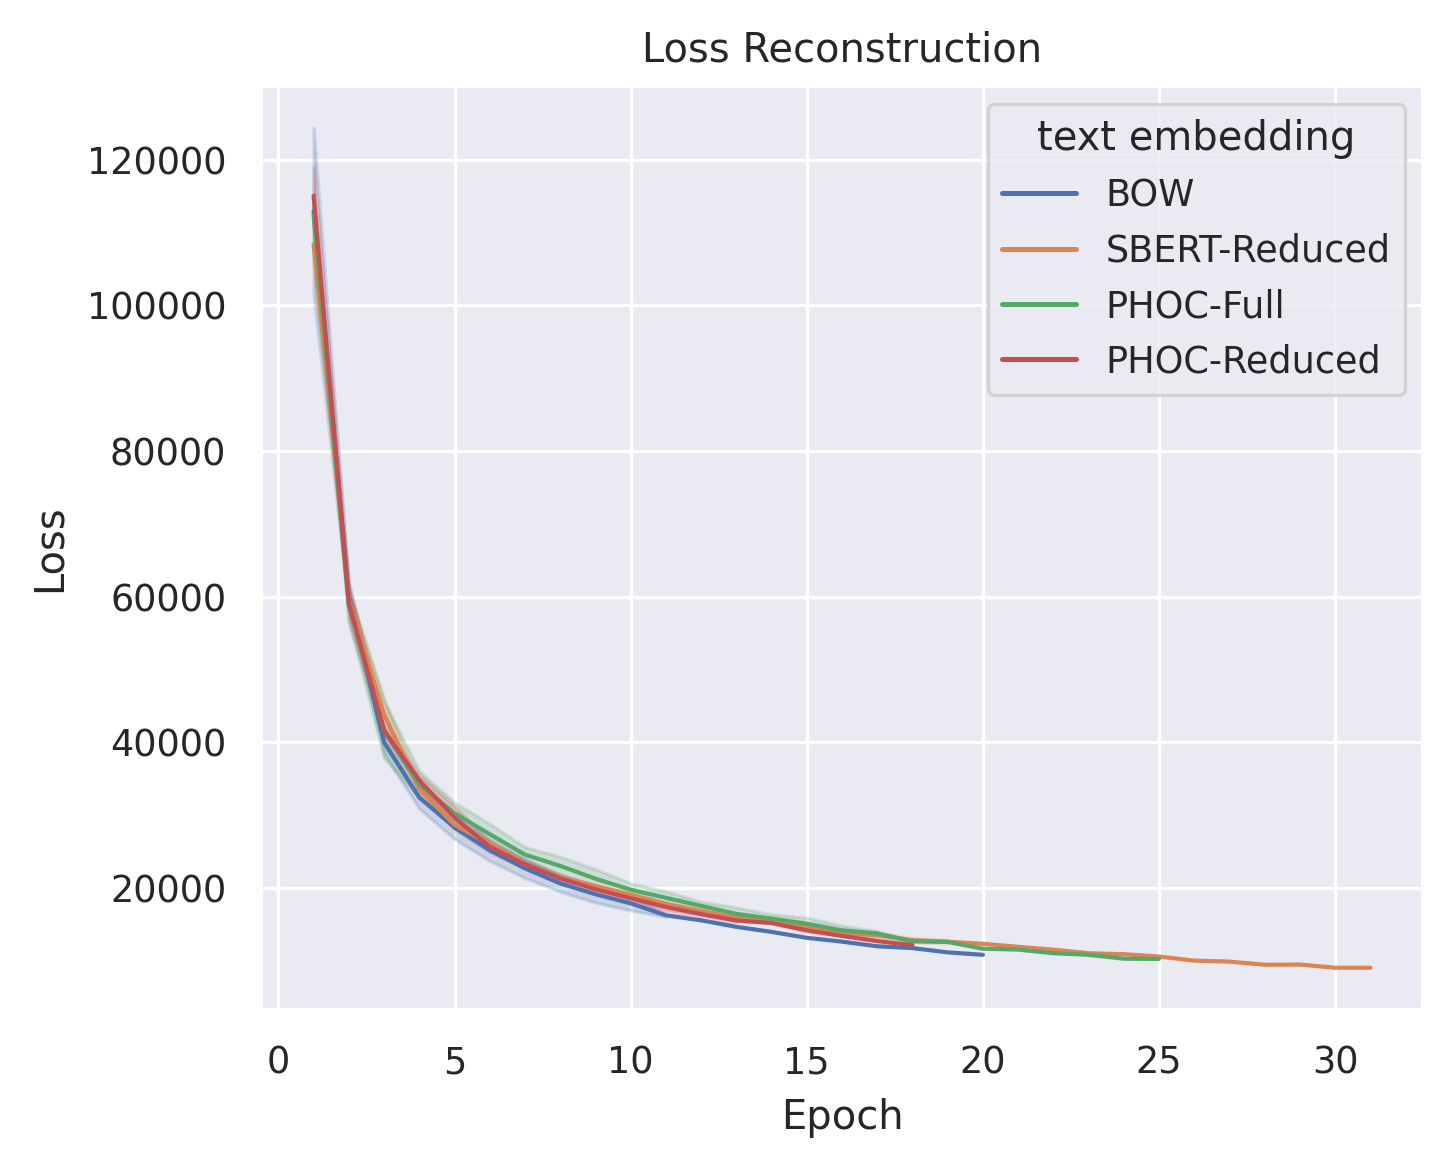 Loss Reconstruction
text embedding
BOW
SBERT-Reduced
PHOC-Full
PHOC-Reduced
120000
100000
80000
60000
40000
20000
Loss
0 5 10 15 20 25 30
Epoch